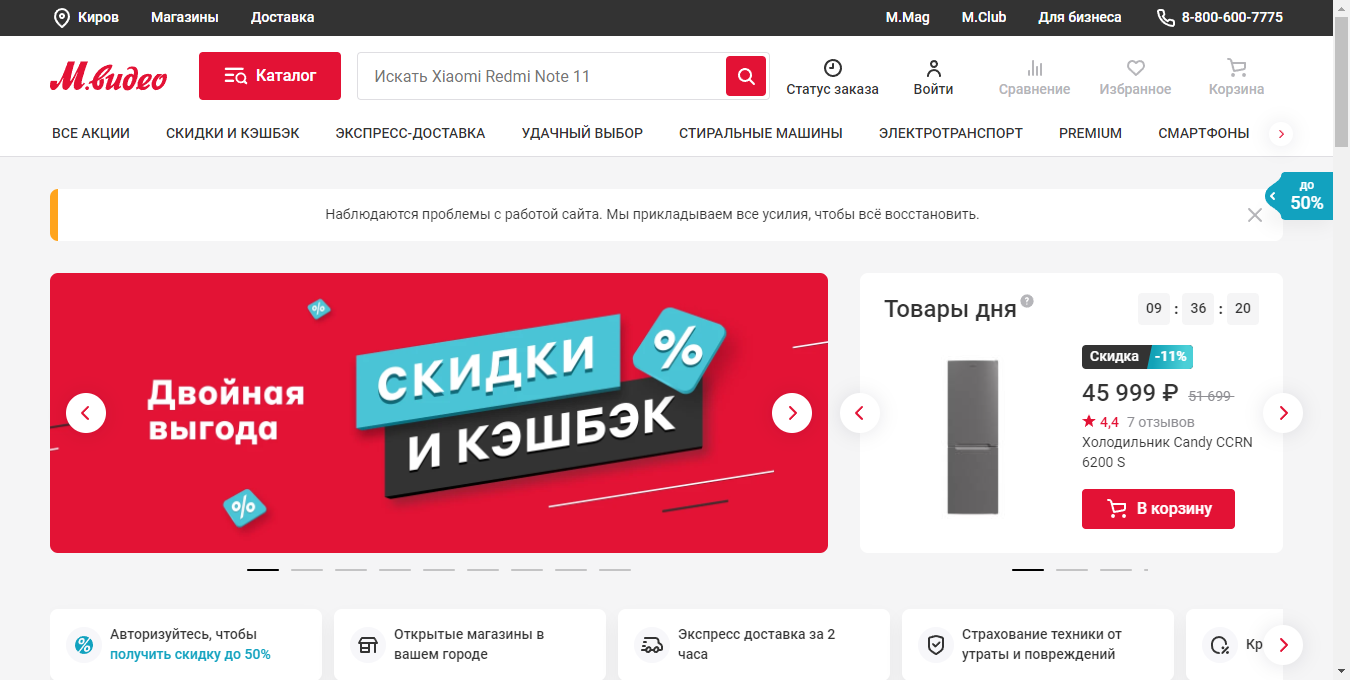 Киров Магазины Доставка M.Mag M.Club Для бизнеса 8-800-600-7775
М.видео Каталог Искать Xiaomi Redmi Note 11 Статус заказа Войти Сравнение Избранное Корзина
ВСЕ АКЦИИ СКИДКИ И КЭШБЭК ЭКСПРЕСС-ДОСТАВКА УДАЧНЫЙ ВЫБОР СТИРАЛЬНЫЕ МАШИНЫ ЭЛЕКТРОТРАНСПОРТ PREMIUM СМАРТФОНЫ
до
50%
Наблюдаются проблемы с работой сайта. Мы прикладываем все усилия, чтобы всё восстановить.
%
Двойная
выгода
СКИДКИ
%
И КЭШБЭК
%
Товары дня ? 09 : 36 : 20
Скидка -11%
45 999 ₽ 51 699
4,4 7 отзывов
Холодильник Candy CCRN
6200 S
В корзину
% Авторизуйтесь, чтобы
получить скидку до 50%
Открытые магазины в
вашем городе
Экспресс доставка за 2
часа
Страхование техники от
утраты и повреждений
Кр